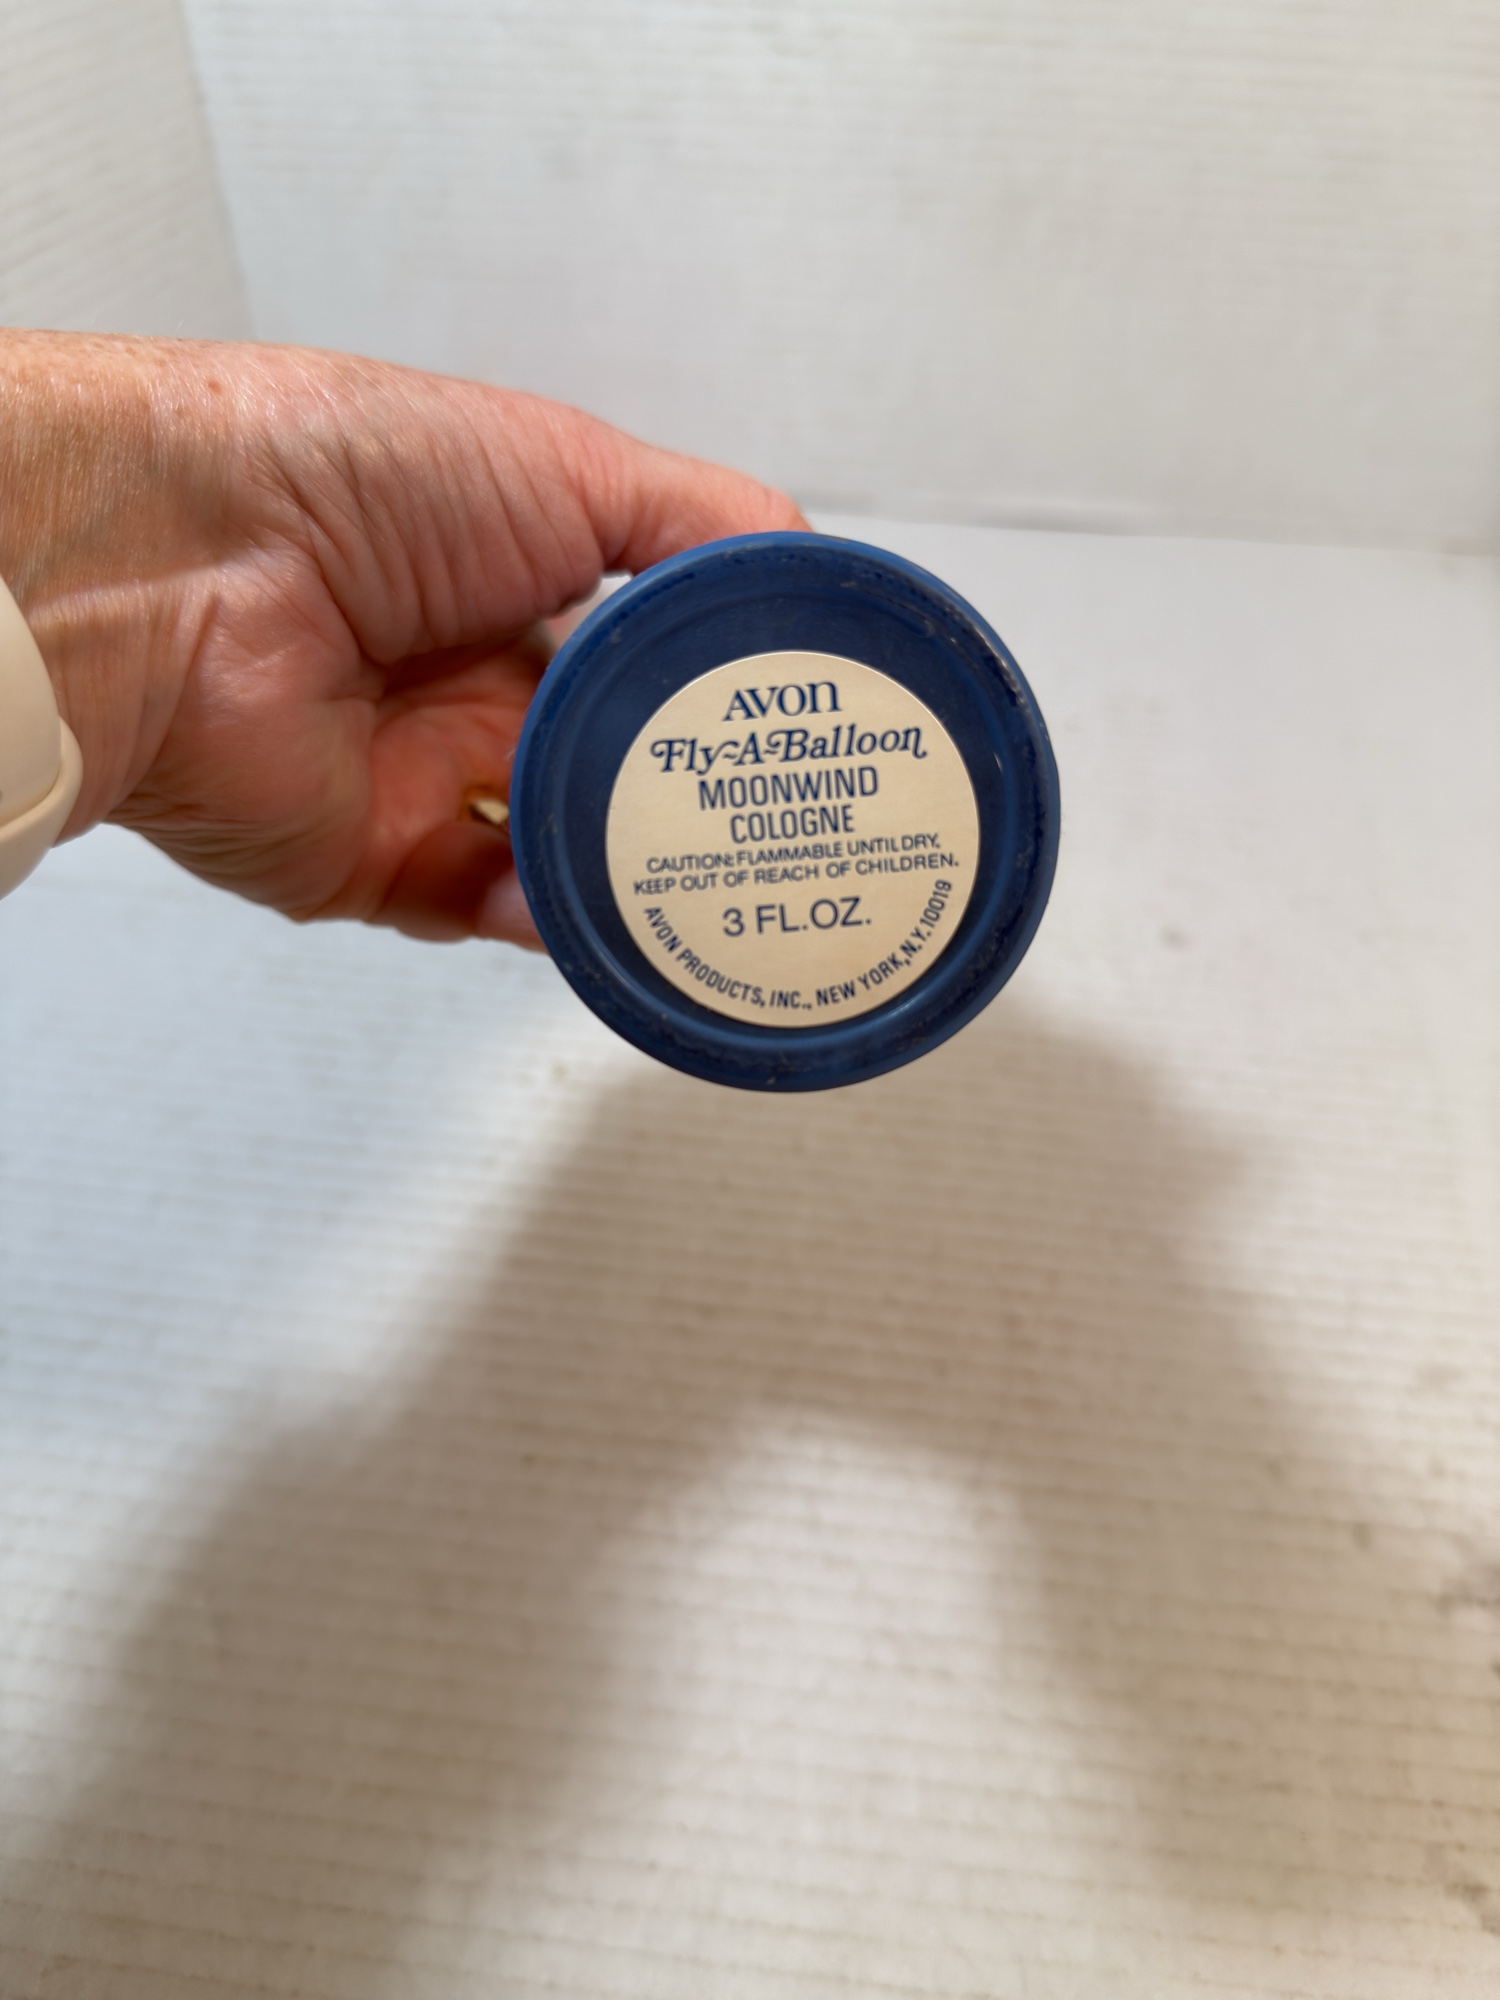 AVON
Fly-A-Balloon
MOONWIND
COLOGNE
CAUTION: FLAMMABLE UNTIL DRY.
KEEP OUT OF REACH OF CHILDREN.
3 FL.OZ.
AVON PRODUCTS, INC., NEW YORK, N.Y. 10019